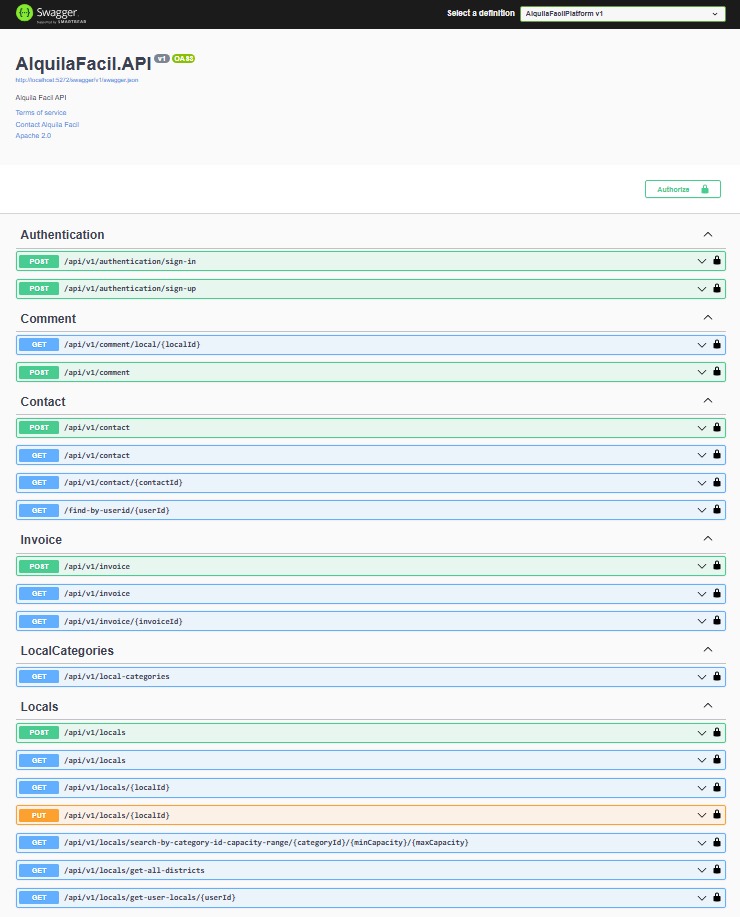 Swagger
Supported by SMARTBEAR
Select a definition
AlquilaFacilPlatform v1
AlquilaFacil.API v1 OAS3
http://localhost:5272/swagger/v1/swagger.json
Alquila Facil API
Terms of service
Contact Alquila Facil
Apache 2.0
Authorize
Authentication
POST /api/v1/authentication/sign-in
POST /api/v1/authentication/sign-up
Comment
GET /api/v1/comment/local/{localId}
POST /api/v1/comment
Contact
POST /api/v1/contact
GET /api/v1/contact
GET /api/v1/contact/{contactId}
GET /find-by-userid/{userId}
Invoice
POST /api/v1/invoice
GET /api/v1/invoice
GET /api/v1/invoice/{invoiceId}
LocalCategories
GET /api/v1/local-categories
Locals
POST /api/v1/locals
GET /api/v1/locals
GET /api/v1/locals/{localId}
PUT /api/v1/locals/{localId}
GET /api/v1/locals/search-by-category-id-capacity-range/{categoryId}/{minCapacity}/{maxCapacity}
GET /api/v1/locals/get-all-districts
GET /api/v1/locals/get-user-locals/{userId}